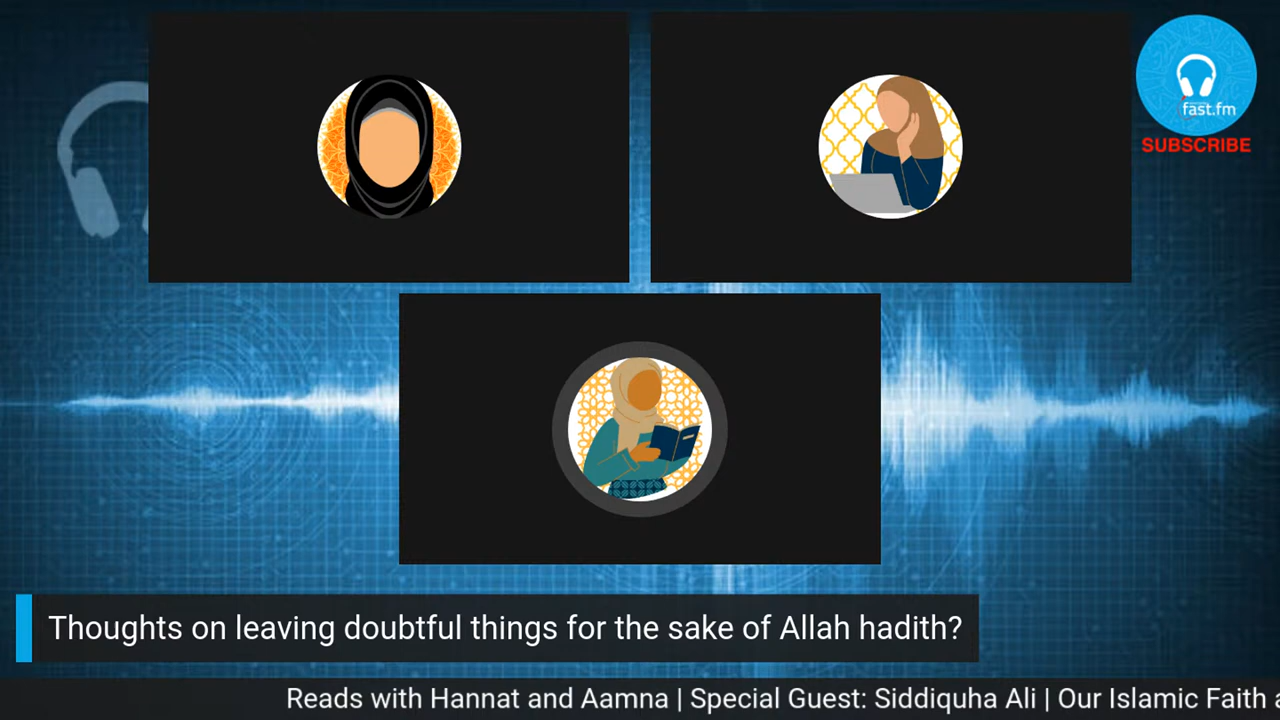 fast.fm
SUBSCRIBE
Thoughts on leaving doubtful things for the sake of Allah hadith?
Reads with Hannat and Aamna | Special Guest: Siddiquha Ali | Our Islamic Faith